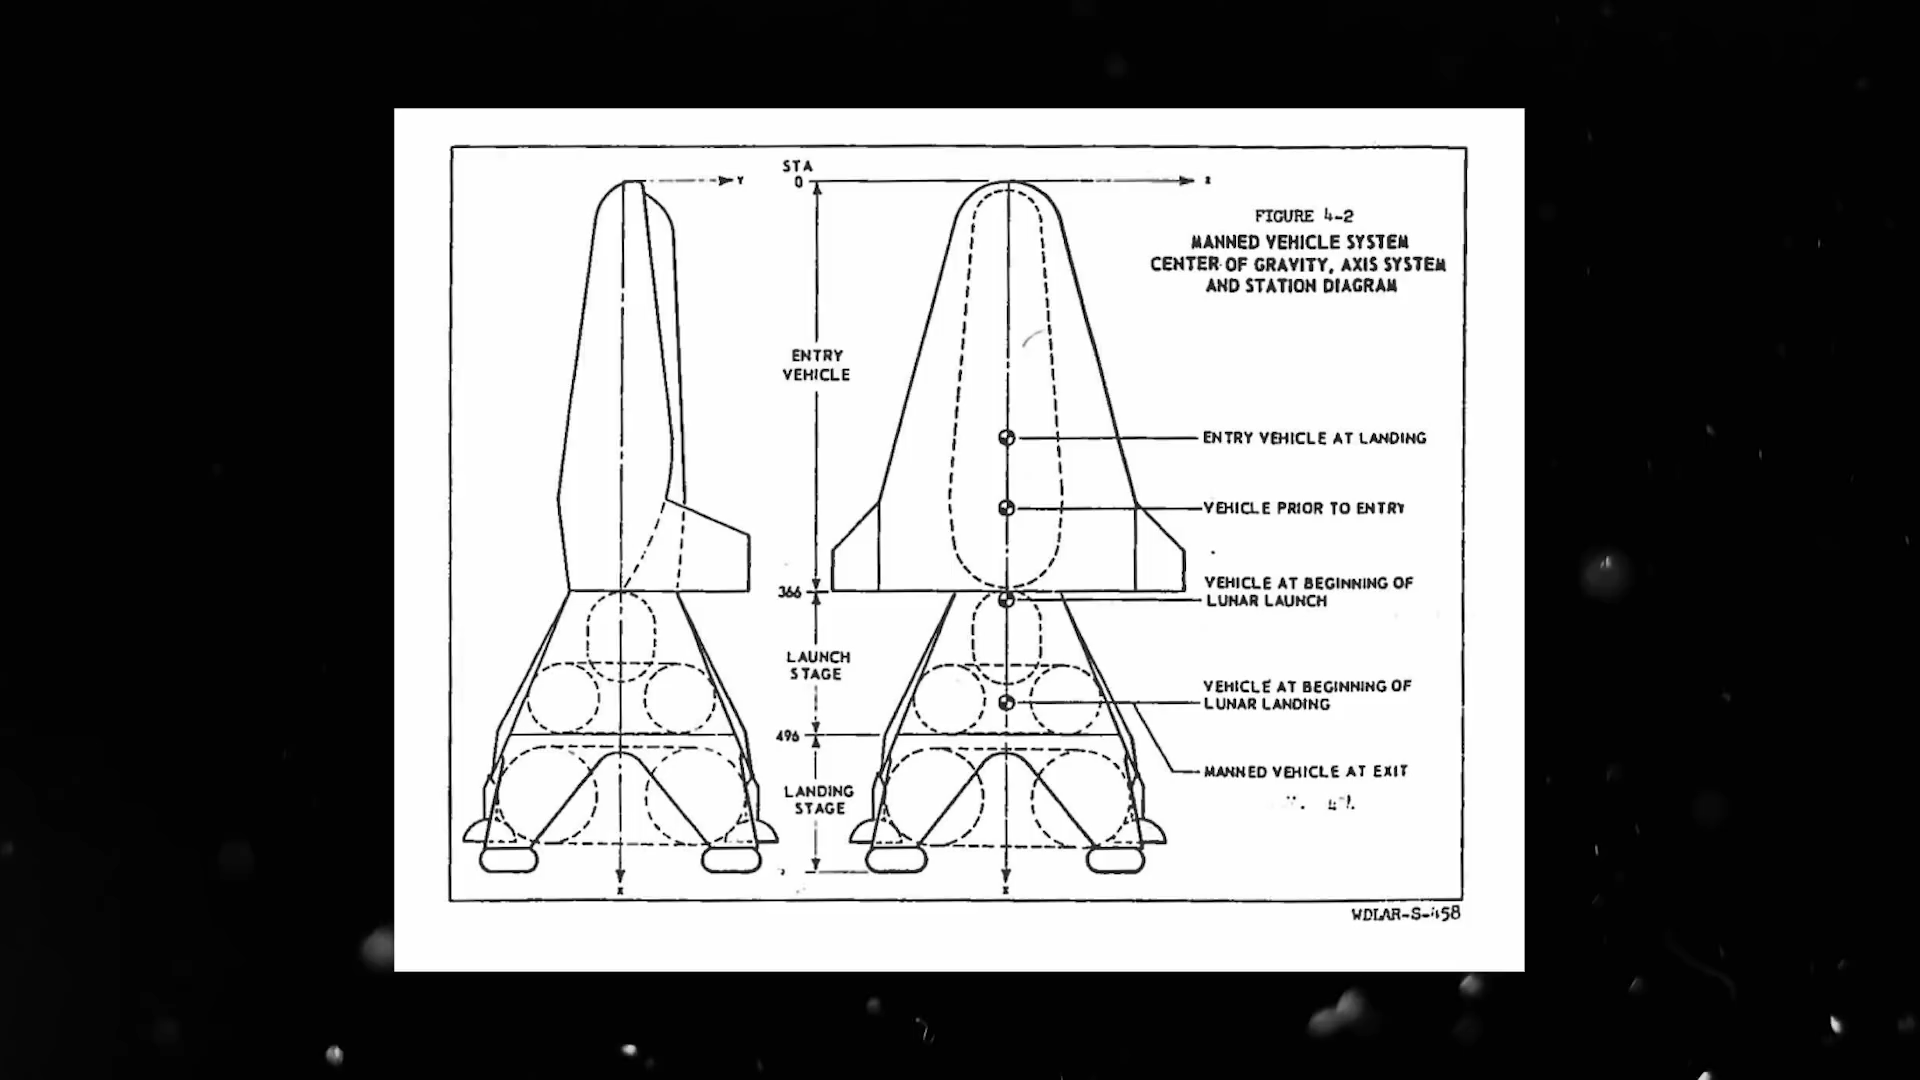 STA
0
Y
Z
FIGURE 4-2
MANNED VEHICLE SYSTEM
CENTER OF GRAVITY, AXIS SYSTEM
AND STATION DIAGRAM
ENTRY
VEHICLE
ENTRY VEHICLE AT LANDING
VEHICLE PRIOR TO ENTRY
366
VEHICLE AT BEGINNING OF
LUNAR LAUNCH
LAUNCH
STAGE
VEHICLE AT BEGINNING OF
LUNAR LANDING
496
MANNED VEHICLE AT EXIT
LANDING
STAGE
X
X